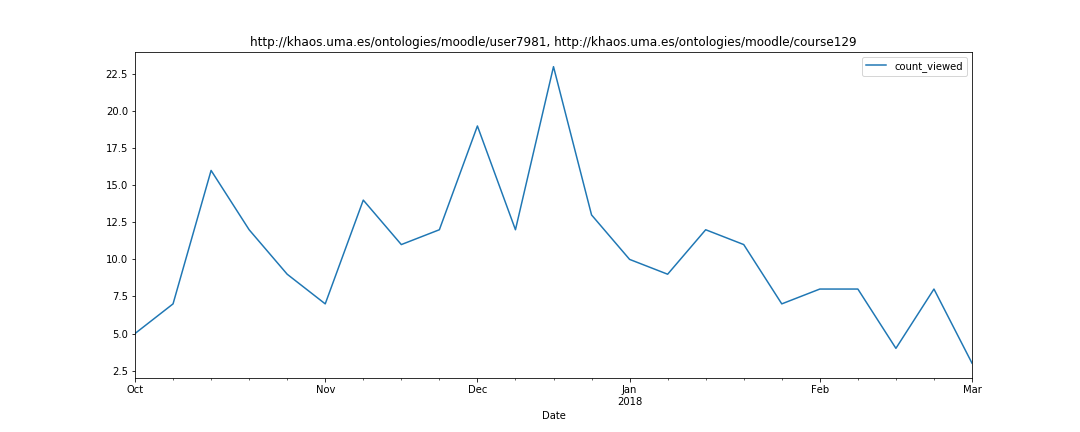 http://khaos.uma.es/ontologies/moodle/user7981, http://khaos.uma.es/ontologies/moodle/course129
count_viewed
22.5
20.0
17.5
15.0
12.5
10.0
7.5
5.0
2.5
Oct Nov Dec Jan Feb Mar
2018
Date